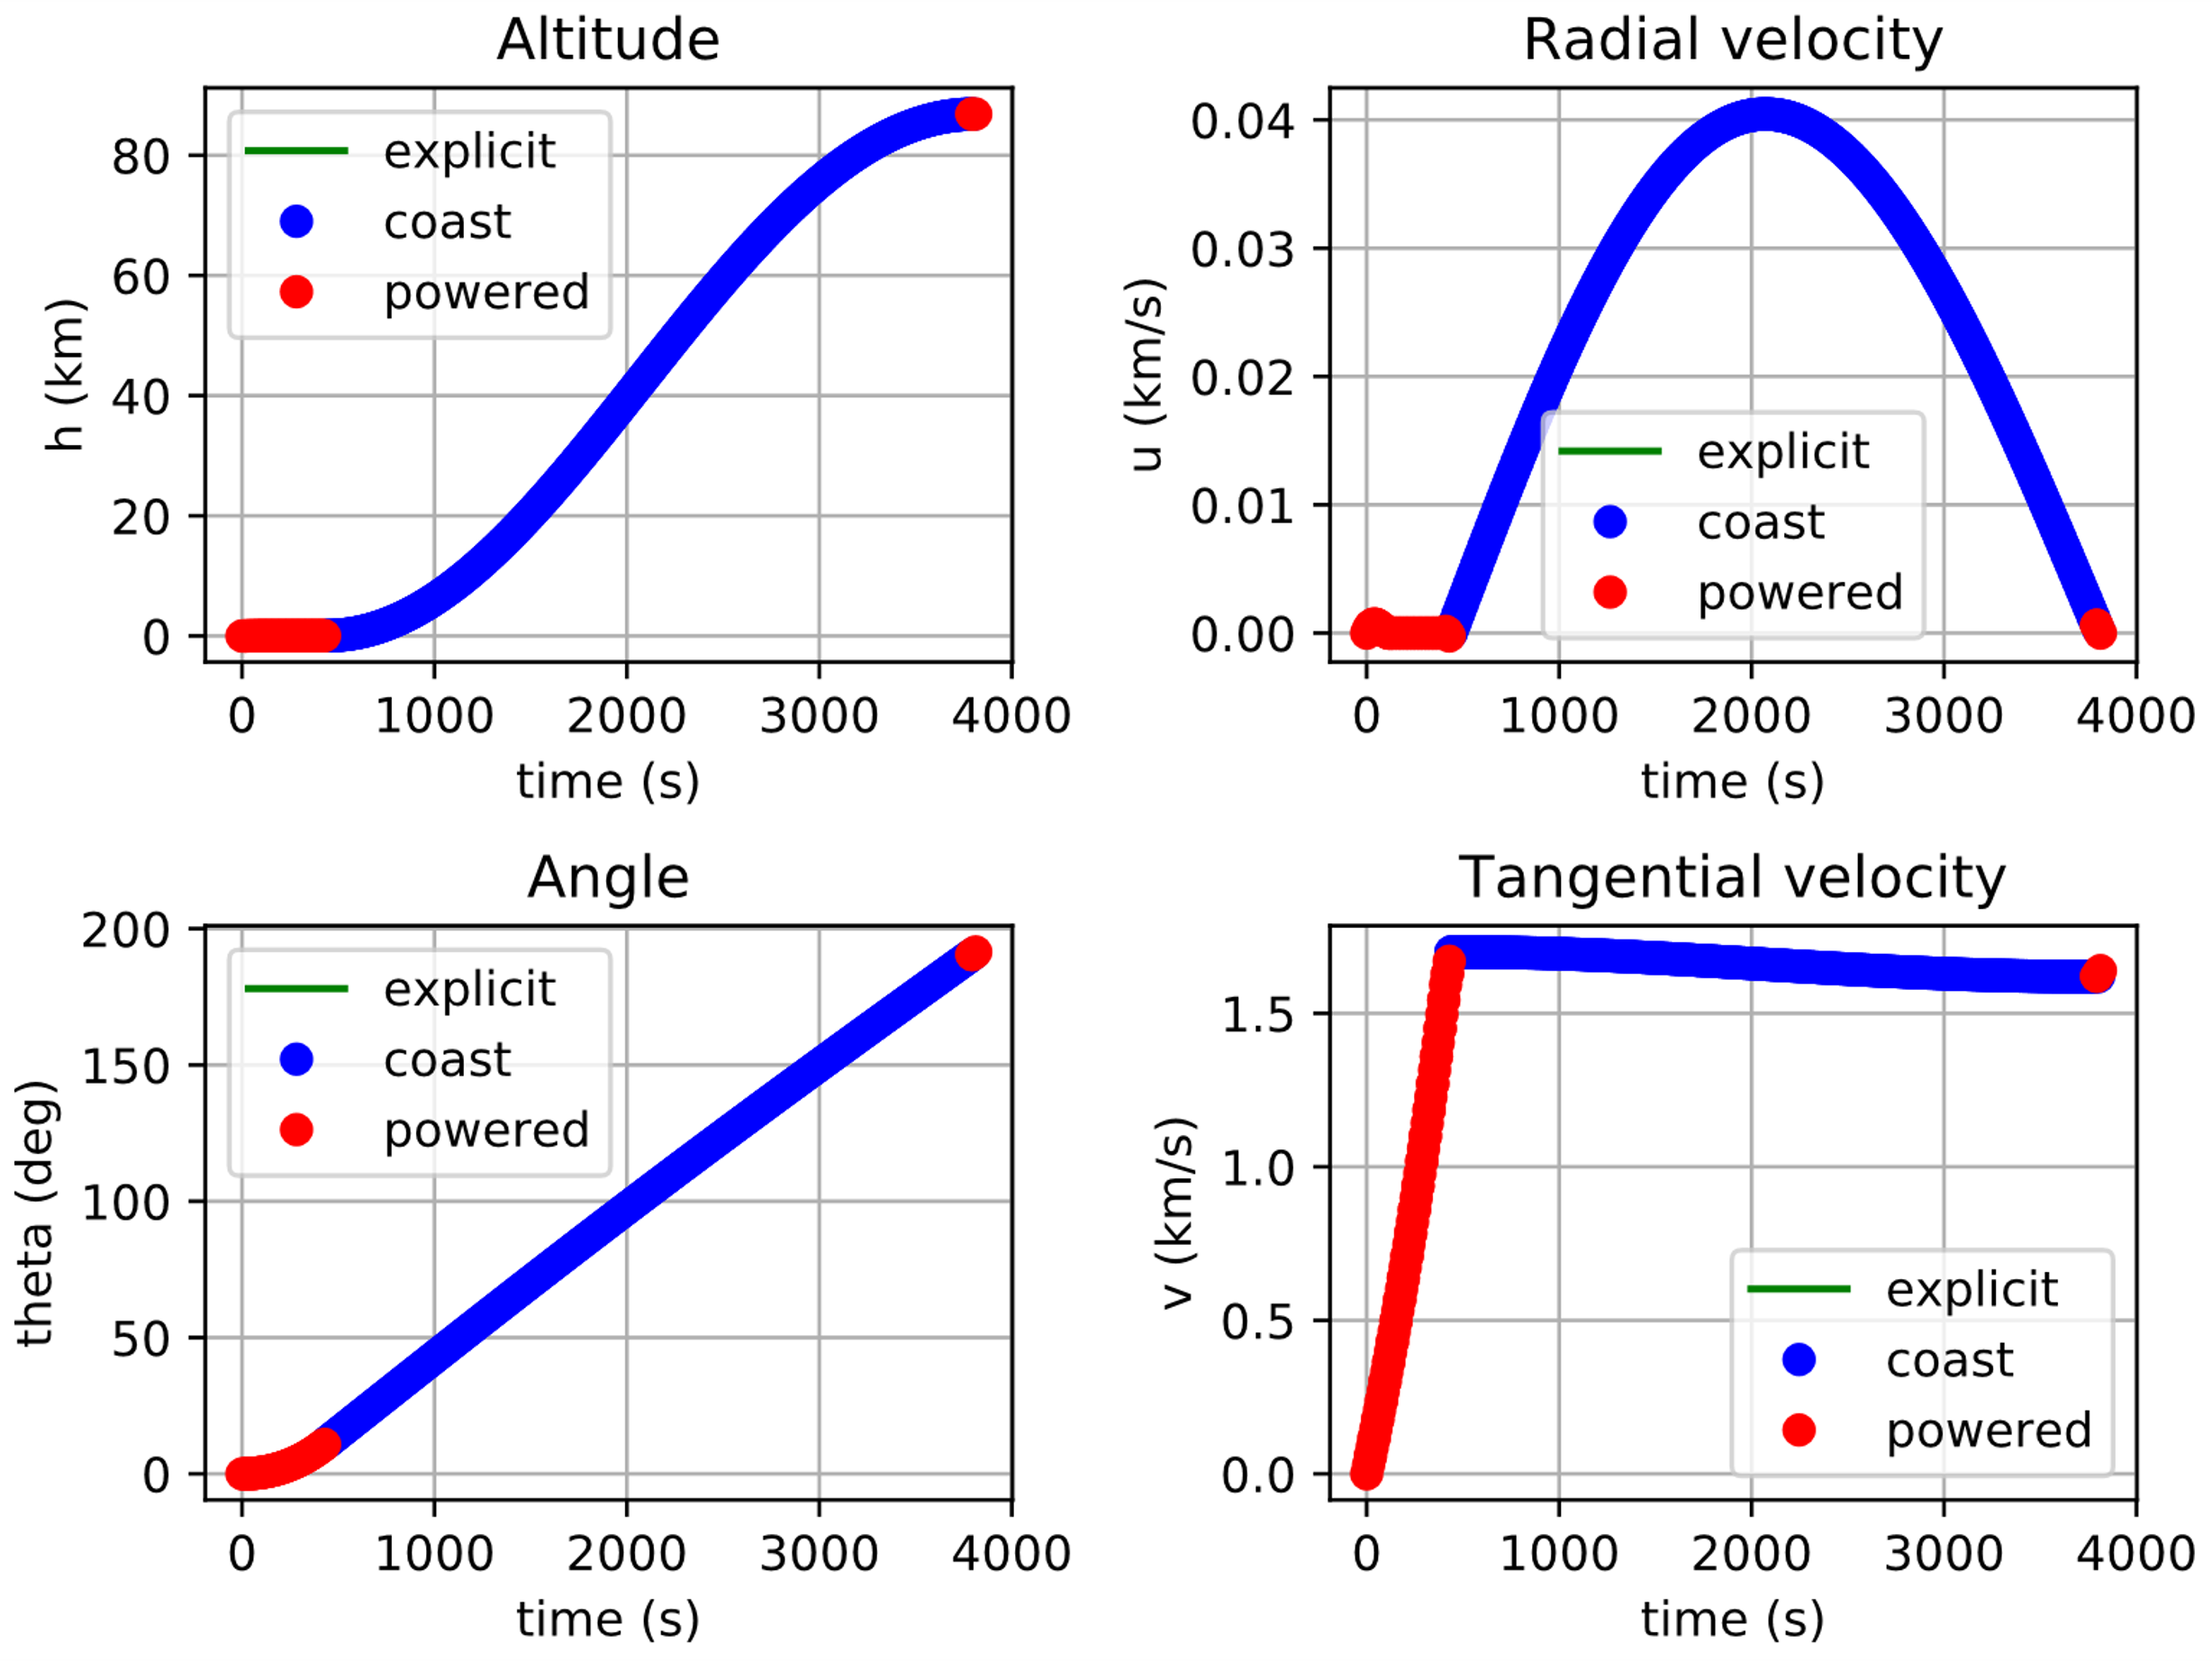 Altitude
h (km)
80
60
40
20
0
explicit
coast
powered
0 1000 2000 3000 4000
time (s)
Radial velocity
u (km/s)
0.04
0.03
0.02
0.01
0.00
explicit
coast
powered
0 1000 2000 3000 4000
time (s)
Angle
theta (deg)
200
150
100
50
0
explicit
coast
powered
0 1000 2000 3000 4000
time (s)
Tangential velocity
v (km/s)
1.5
1.0
0.5
0.0
explicit
coast
powered
0 1000 2000 3000 4000
time (s)